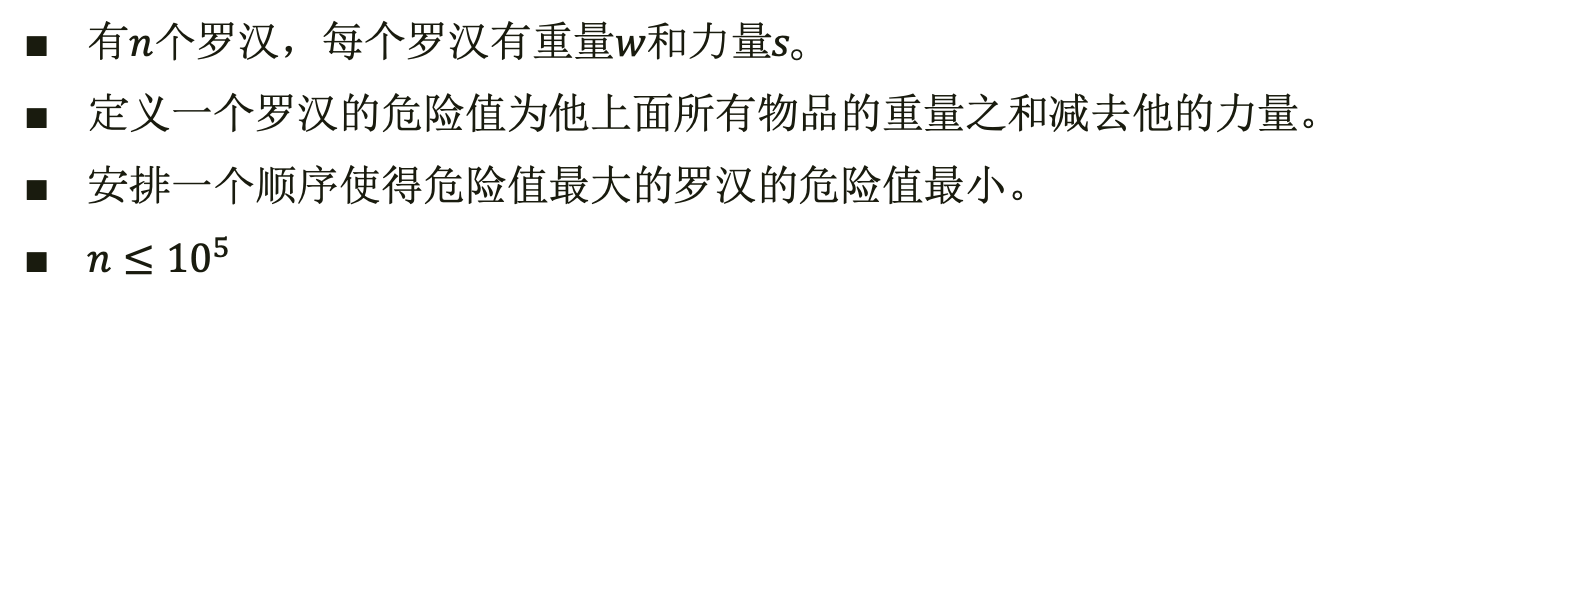 ■ 有n个罗汉，每个罗汉有重量w和力量s。
■ 定义一个罗汉的危险值为他上面所有物品的重量之和减去他的力量。
■ 安排一个顺序使得危险值最大的罗汉的危险值最小。
■ n ≤ 10⁵